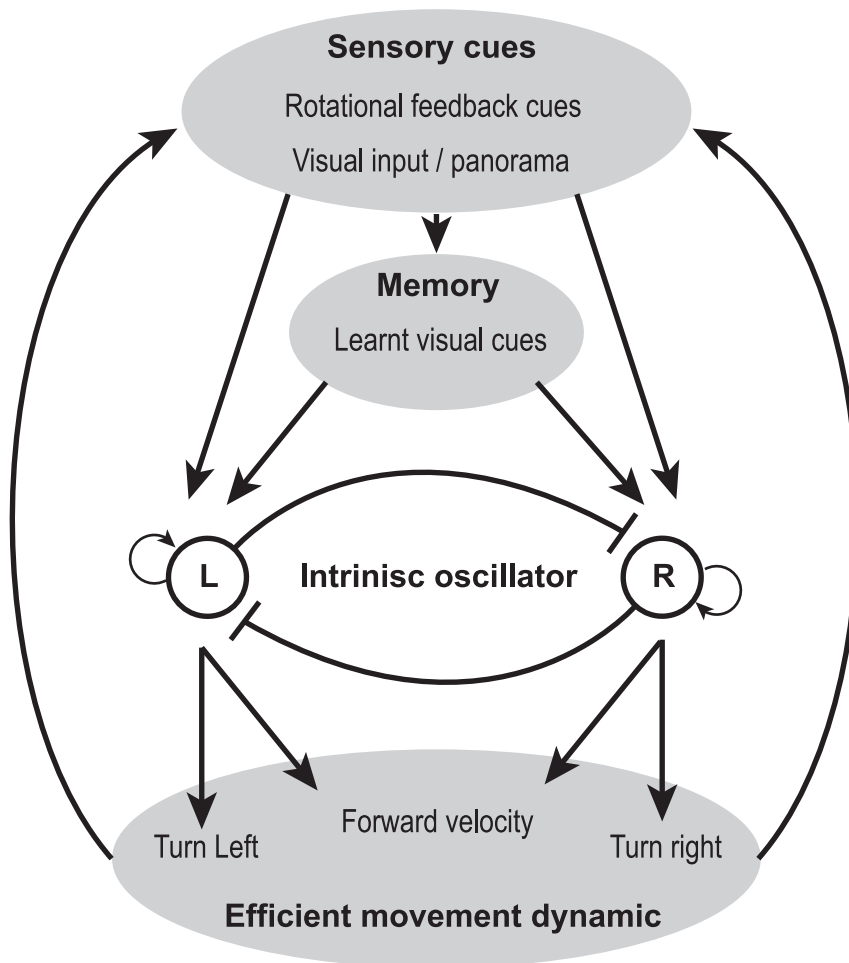 Sensory cues
Rotational feedback cues
Visual input / panorama
Memory
Learnt visual cues
L
Intrinisc oscillator
R
Forward velocity
Turn Left
Turn right
Efficient movement dynamic